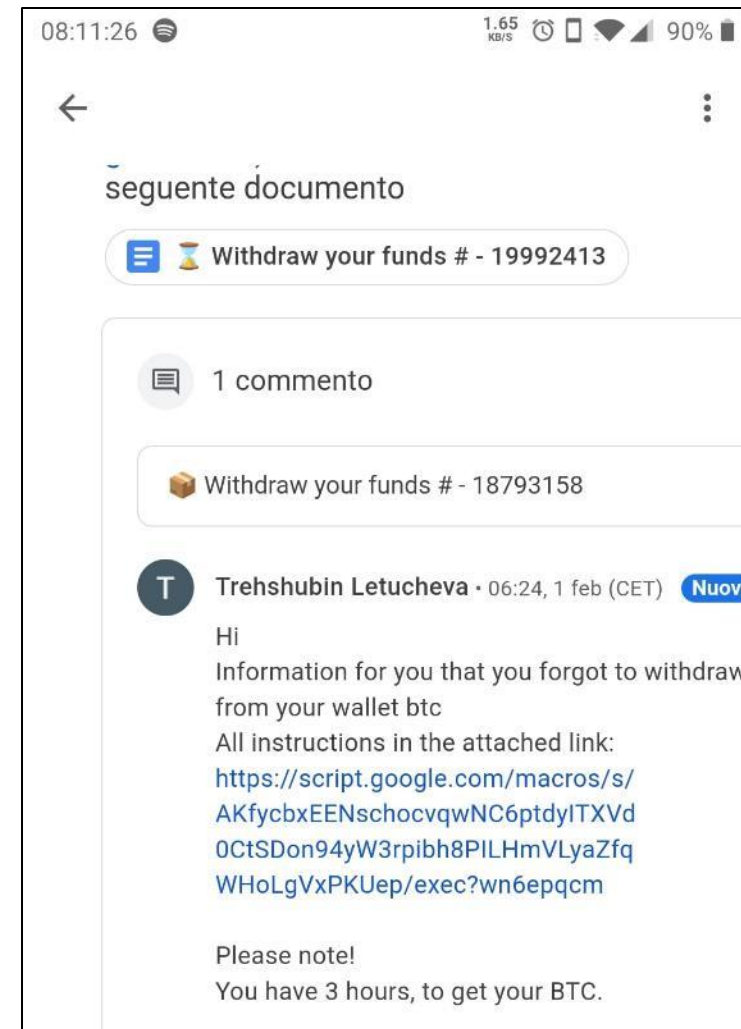 08:11:26 1.65 KB/S 90%
seguente documento
Withdraw your funds # - 19992413
1 commento
Withdraw your funds # - 18793158
T Trehshubin Letucheva • 06:24, 1 feb (CET) Nuov
Hi
Information for you that you forgot to withdraw
from your wallet btc
All instructions in the attached link:
https://script.google.com/macros/s/
AKfycbxEENschocvqwNC6ptdyITXVd
0CtSDon94yW3rpibh8PILHmVLyaZfq
WHoLgVxPKUep/exec?wn6epqcm
Please note!
You have 3 hours, to get your BTC.